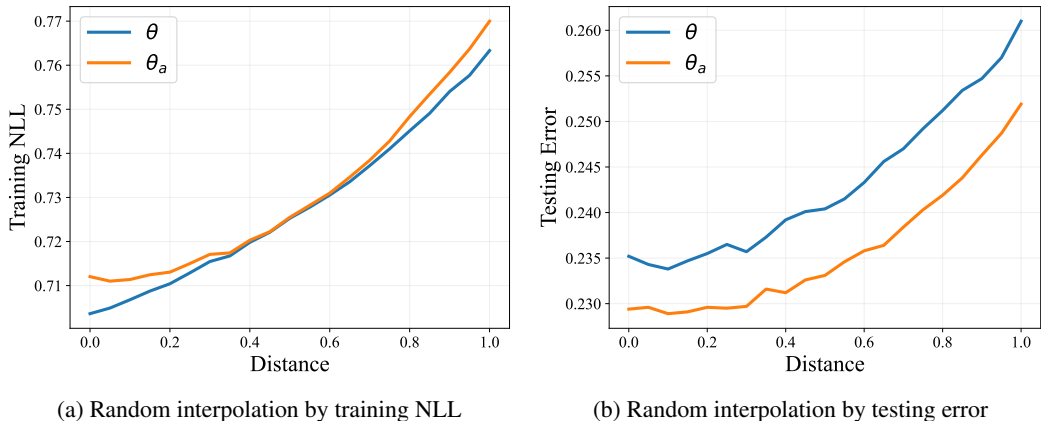 θ
θa
Training NLL
0.77
0.76
0.75
0.74
0.73
0.72
0.71
0.0 0.2 0.4 0.6 0.8 1.0
Distance
(a) Random interpolation by training NLL
θ
θa
Testing Error
0.260
0.255
0.250
0.245
0.240
0.235
0.230
0.0 0.2 0.4 0.6 0.8 1.0
Distance
(b) Random interpolation by testing error